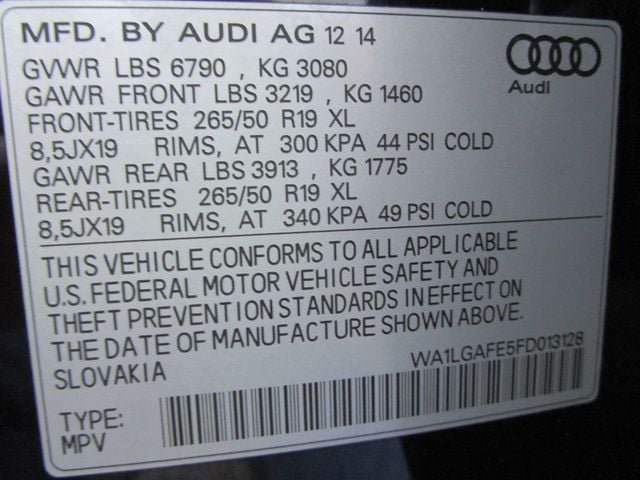 MFD. BY AUDI AG 12 14
GVWR LBS 6790 , KG 3080
Audi
GAWR FRONT LBS 3219 , KG 1460
FRONT-TIRES 265/50 R19 XL
8,5JX19 RIMS, AT 300 KPA 44 PSI COLD
GAWR REAR LBS 3913 , KG 1775
REAR-TIRES 265/50 R19 XL
8,5JX19 RIMS, AT 340 KPA 49 PSI COLD
THIS VEHICLE CONFORMS TO ALL APPLICABLE
U.S. FEDERAL MOTOR VEHICLE SAFETY AND
THEFT PREVENTION STANDARDS IN EFFECT ON
THE DATE OF MANUFACTURE SHOWN ABOVE.
SLOVAKIA
WA1LGAFE5FD013128
TYPE:
MPV